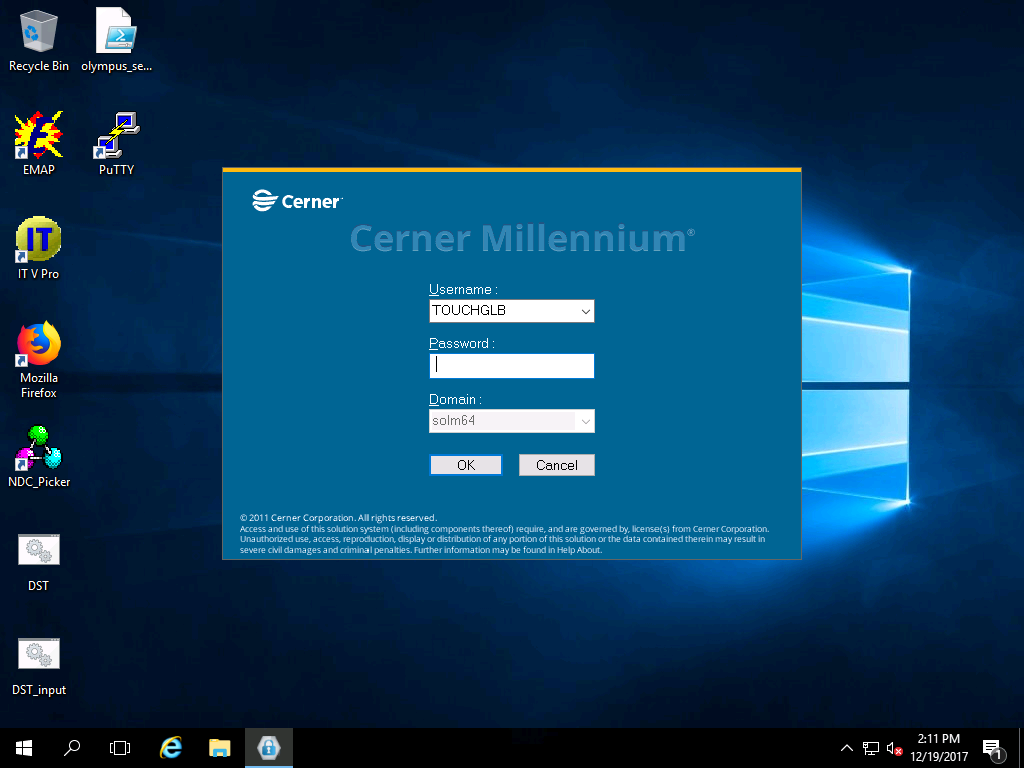 Recycle Bin
olympus_se...
EMAP
PuTTY
IT
IT V Pro
Mozilla
Firefox
NDC_Picker
DST
DST_input
Cerner
Cerner Millennium®
Username :
TOUCHGLB
Password :
Domain :
solm64
OK
Cancel
© 2011 Cerner Corporation. All rights reserved.
Access and use of this solution system (including components thereof) require, and are governed by, license(s) from Cerner Corporation.
Unauthorized use, access, reproduction, display or distribution of any portion of this solution or the data contained therein may result in
severe civil damages and criminal penalties. Further information may be found in Help About.
2:11 PM
12/19/2017
1